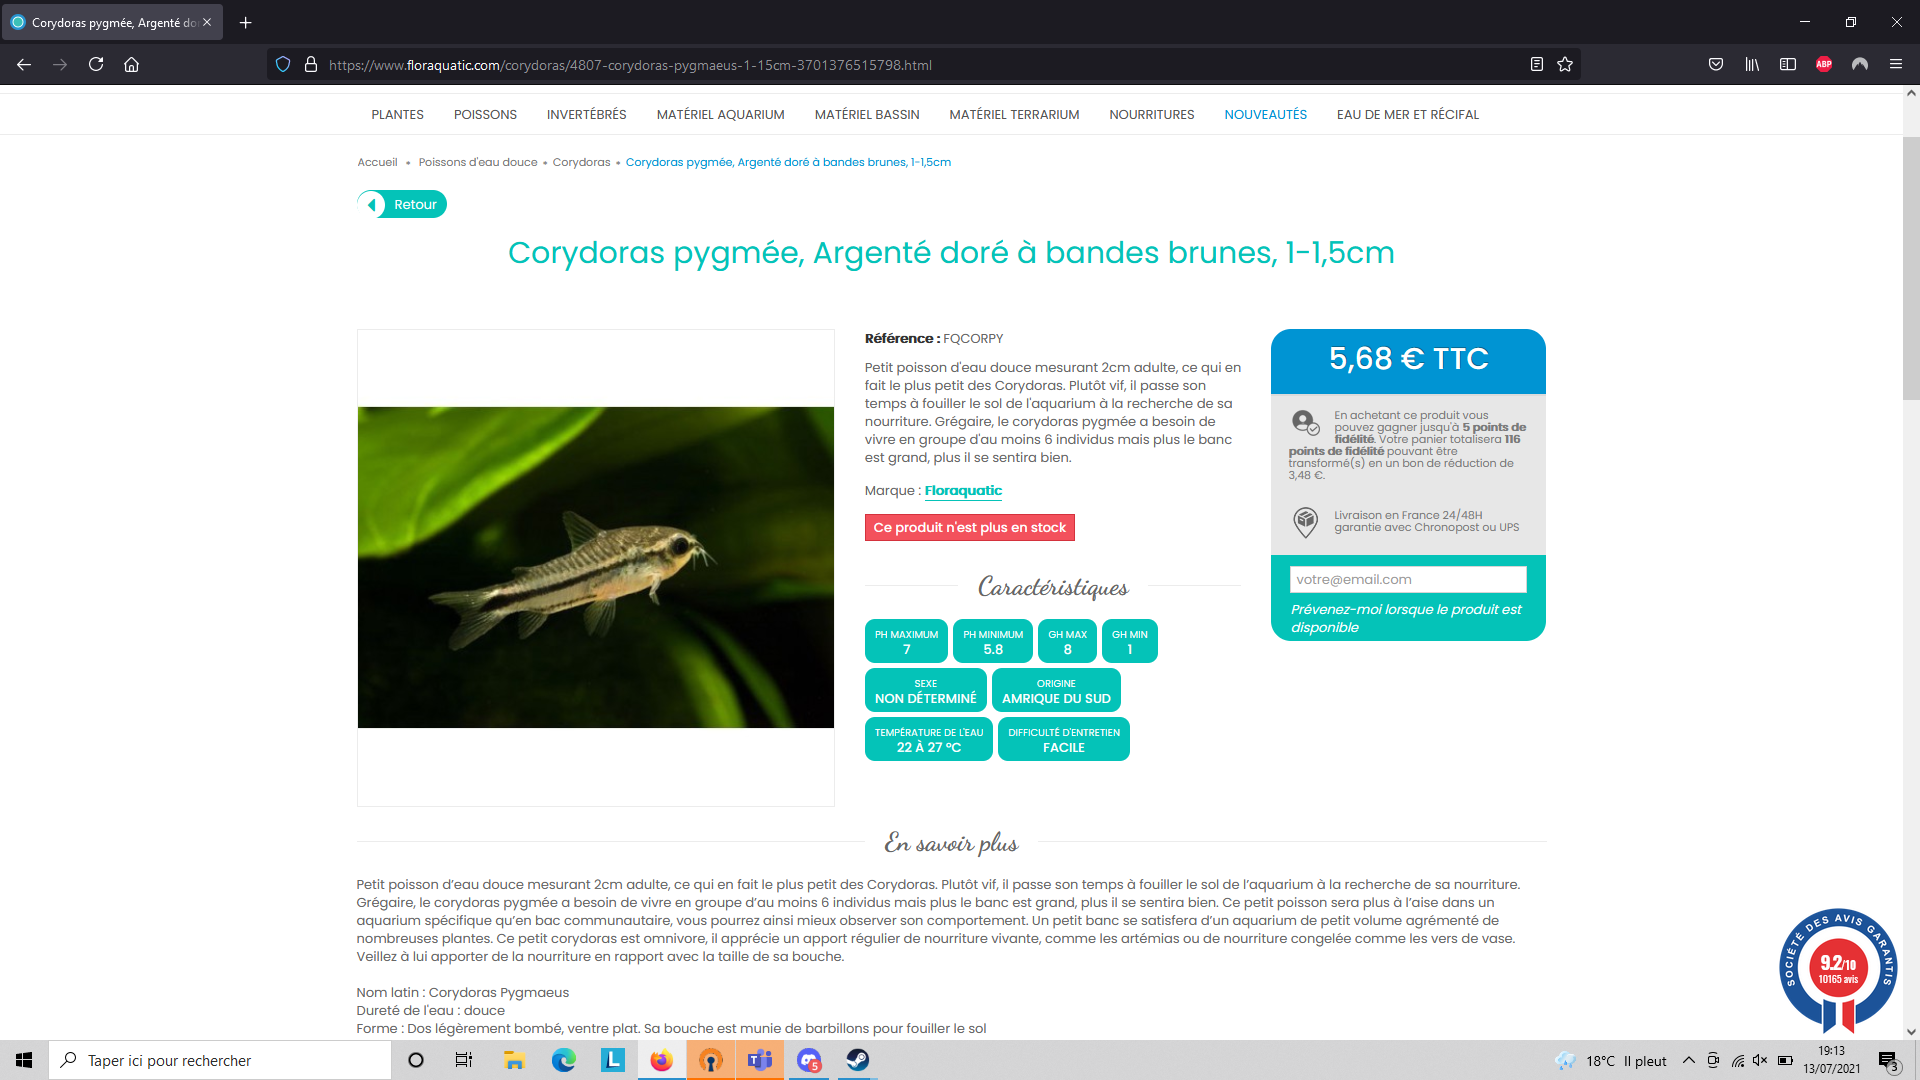 Corydoras pygmée, Argenté do
https://www.floraquatic.com/corydoras/4807-corydoras-pygmaeus-1-15cm-3701376515798.html
ABP
PLANTES POISSONS INVERTÉBRÉS MATÉRIEL AQUARIUM MATÉRIEL BASSIN MATÉRIEL TERRARIUM NOURRITURES NOUVEAUTÉS EAU DE MER ET RÉCIFAL
Accueil • Poissons d'eau douce • Corydoras • Corydoras pygmée, Argenté doré à bandes brunes, 1-1,5cm
Retour
Corydoras pygmée, Argenté doré à bandes brunes, 1-1,5cm
Référence : FQCORPY
Petit poisson d'eau douce mesurant 2cm adulte, ce qui en
fait le plus petit des Corydoras. Plutôt vif, il passe son
temps à fouiller le sol de l'aquarium à la recherche de sa
nourriture. Grégaire, le corydoras pygmée a besoin de
vivre en groupe d'au moins 6 individus mais plus le banc
est grand, plus il se sentira bien.
Marque : Floraquatic
Ce produit n'est plus en stock
Caractéristiques
PH MAXIMUM
7
PH MINIMUM
5.8
GH MAX
8
GH MIN
1
SEXE
NON DÉTERMINÉ
ORIGINE
AMRIQUE DU SUD
TEMPÉRATURE DE L'EAU
22 À 27 °C
DIFFICULTÉ D'ENTRETIEN
FACILE
5,68 € TTC
En achetant ce produit vous
pouvez gagner jusqu'à 5 points de
fidélité. Votre panier totalisera 116
points de fidélité pouvant être
transformé(s) en un bon de réduction de
3,48 €.
Livraison en France 24/48H
garantie avec Chronopost ou UPS
votre@email.com
Prévenez-moi lorsque le produit est
disponible
En savoir plus
Petit poisson d’eau douce mesurant 2cm adulte, ce qui en fait le plus petit des Corydoras. Plutôt vif, il passe son temps à fouiller le sol de l’aquarium à la recherche de sa nourriture.
Grégaire, le corydoras pygmée a besoin de vivre en groupe d’au moins 6 individus mais plus le banc est grand, plus il se sentira bien. Ce petit poisson sera plus à l’aise dans un
aquarium spécifique qu’en bac communautaire, vous pourrez ainsi mieux observer son comportement. Un petit banc se satisfera d’un aquarium de petit volume agrémenté de
nombreuses plantes. Ce petit corydoras est omnivore, il apprécie un apport régulier de nourriture vivante, comme les artémias ou de nourriture congelée comme les vers de vase.
Veillez à lui apporter de la nourriture en rapport avec la taille de sa bouche.
Nom latin : Corydoras Pygmaeus
Dureté de l'eau : douce
Forme : Dos légèrement bombé, ventre plat. Sa bouche est munie de barbillons pour fouiller le sol
SOCIÉTÉ DES AVIS GARANTIS
9.2/10
10165 avis
Taper ici pour rechercher
L
T
5
18°C Il pleut
19:13
13/07/2021
3